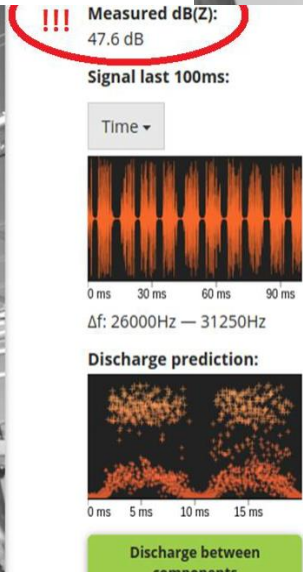 !!! Measured dB(Z):
47.6 dB
Signal last 100ms:
Time
0 ms 30 ms 60 ms 90 ms
Δf: 26000Hz — 31250Hz
Discharge prediction:
0 ms 5 ms 10 ms 15 ms
Discharge between
components